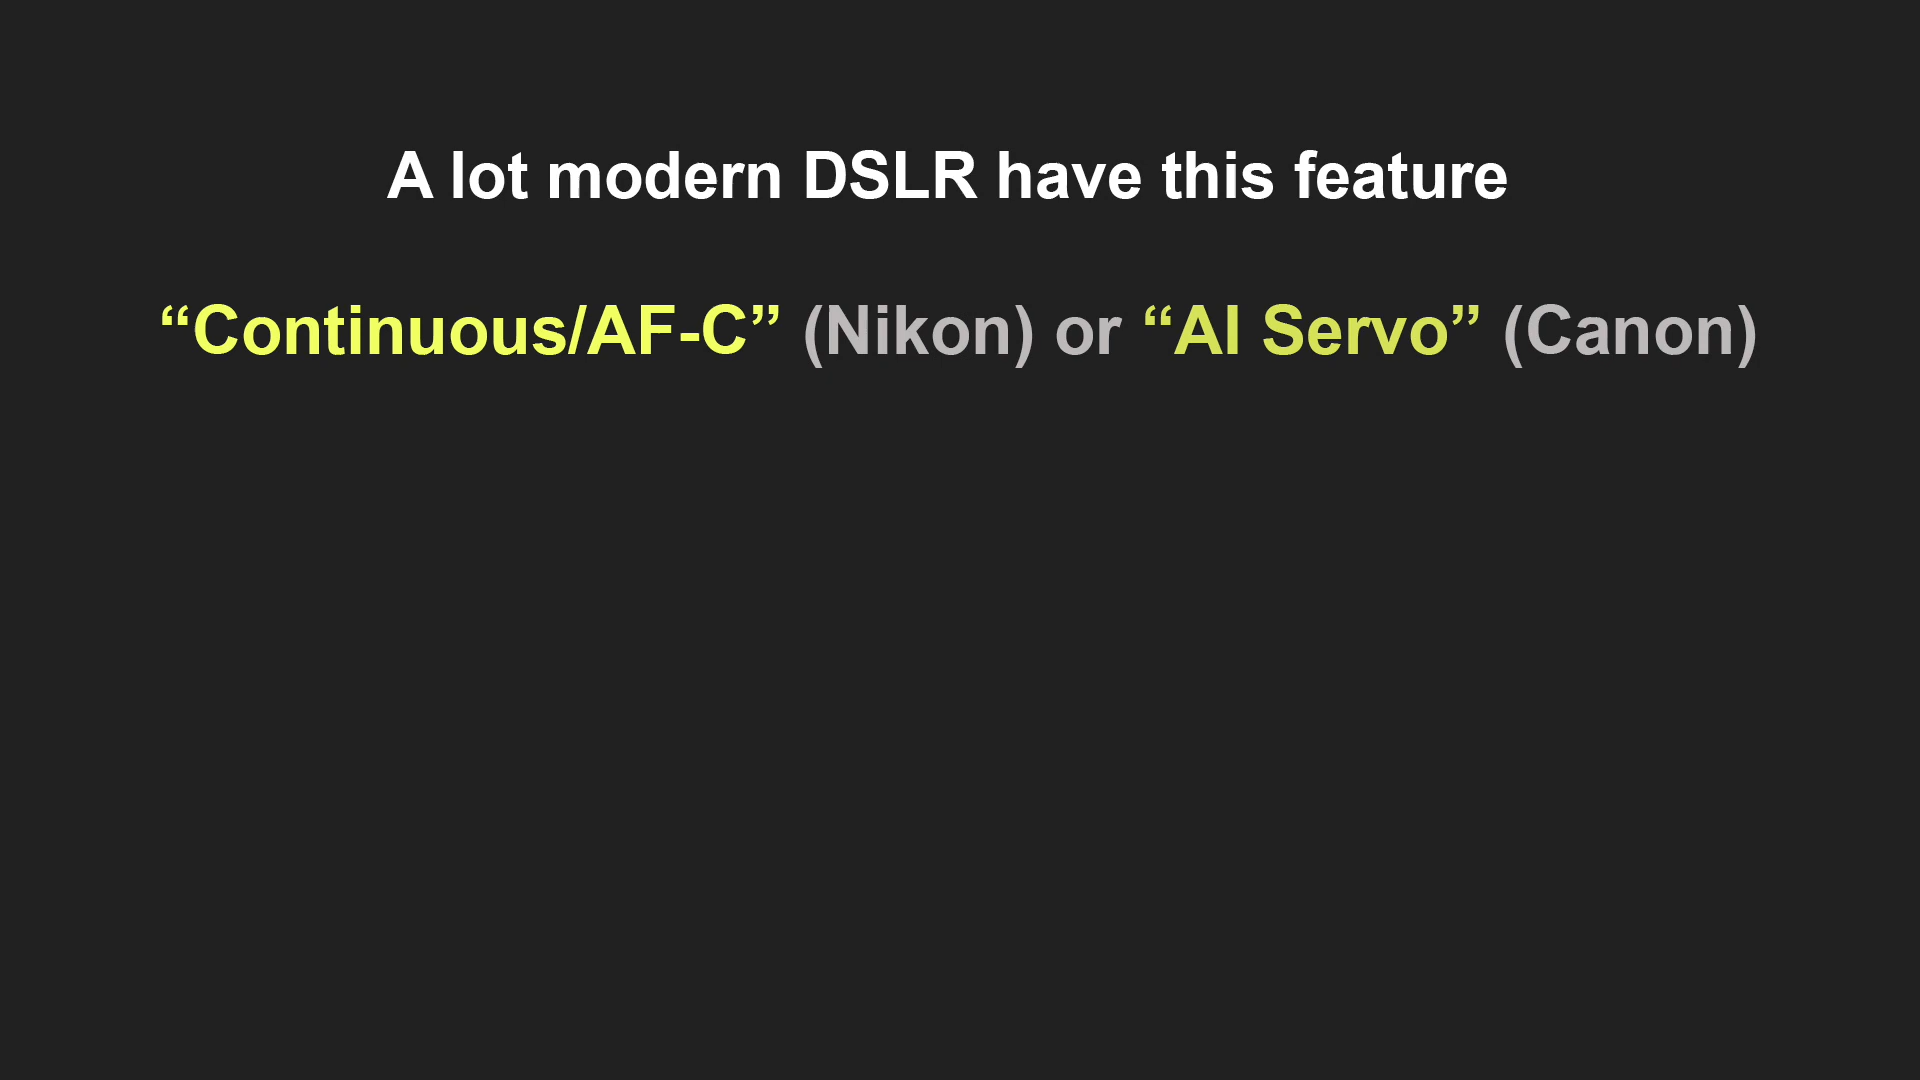 A lot modern DSLR have this feature
“Continuous/AF-C” (Nikon) or “AI Servo” (Canon)